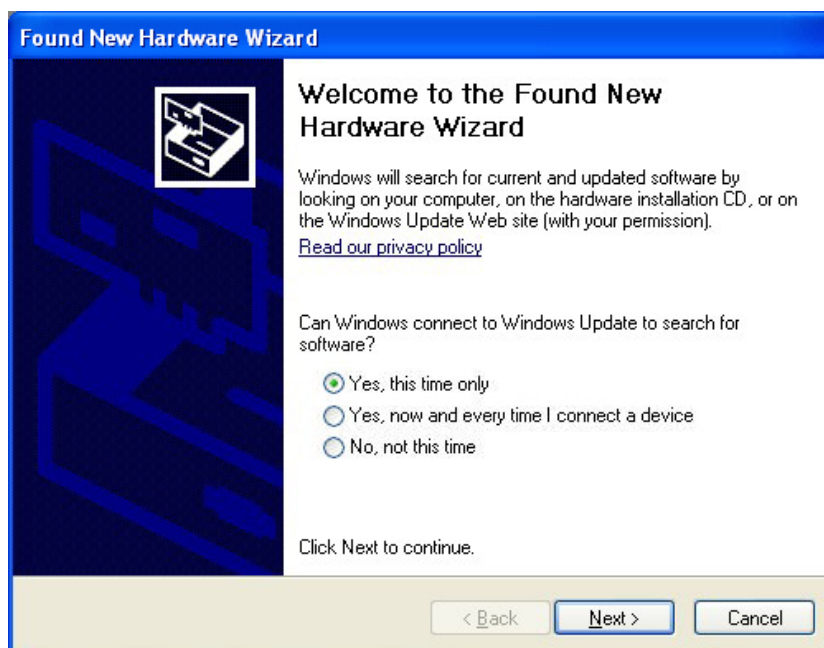 Found New Hardware Wizard
Welcome to the Found New
Hardware Wizard
Windows will search for current and updated software by
looking on your computer, on the hardware installation CD, or on
the Windows Update Web site (with your permission).
Read our privacy policy
Can Windows connect to Windows Update to search for
software?
Yes, this time only
Yes, now and every time I connect a device
No, not this time
Click Next to continue.
< Back
Next >
Cancel